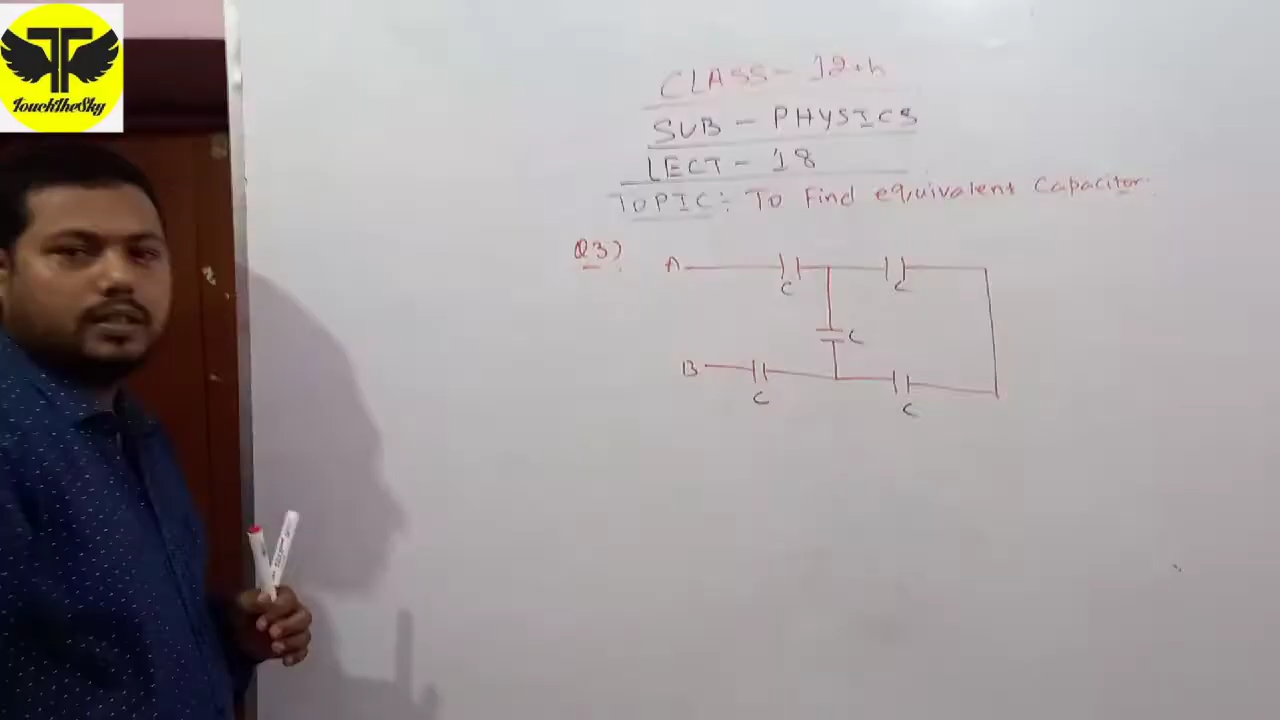 TouchTheSky
CLASS - 12th
SUB - PHYSICS
LECT - 18
TOPIC: To Find equivalent Capacitor.
Q3)
A
C
C
C
B
C
C